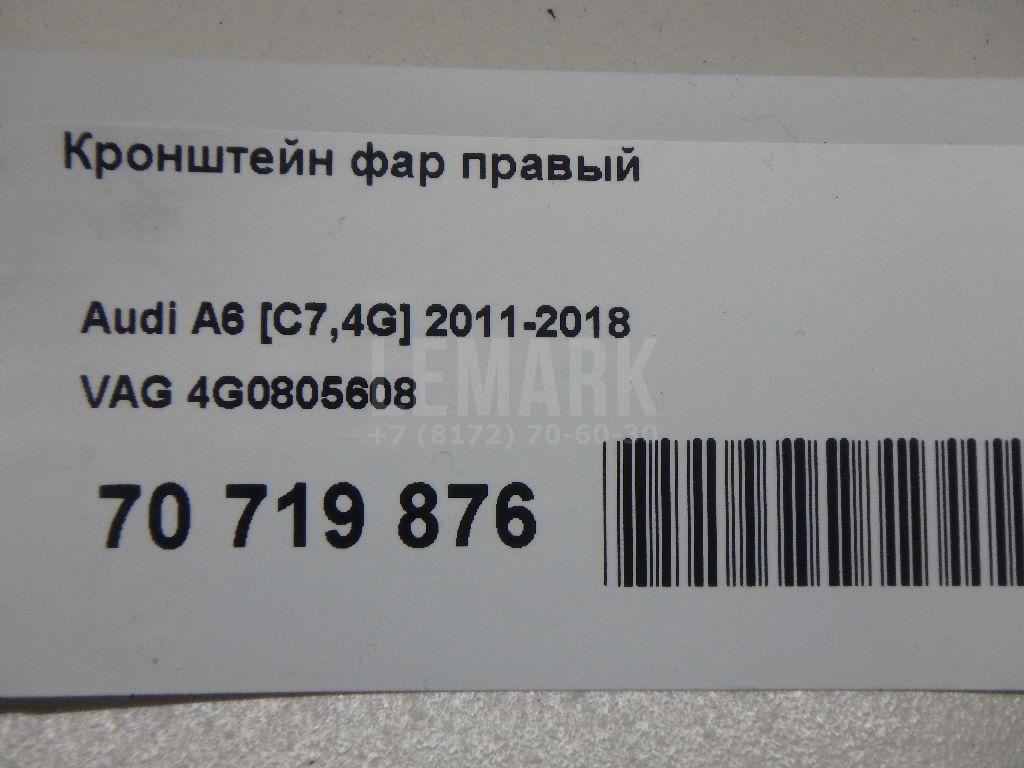 Кронштейн фар правый
Audi A6 [C7,4G] 2011-2018
LEMARK
VAG 4G0805608
+7 (8172) 70-60-30
70 719 876